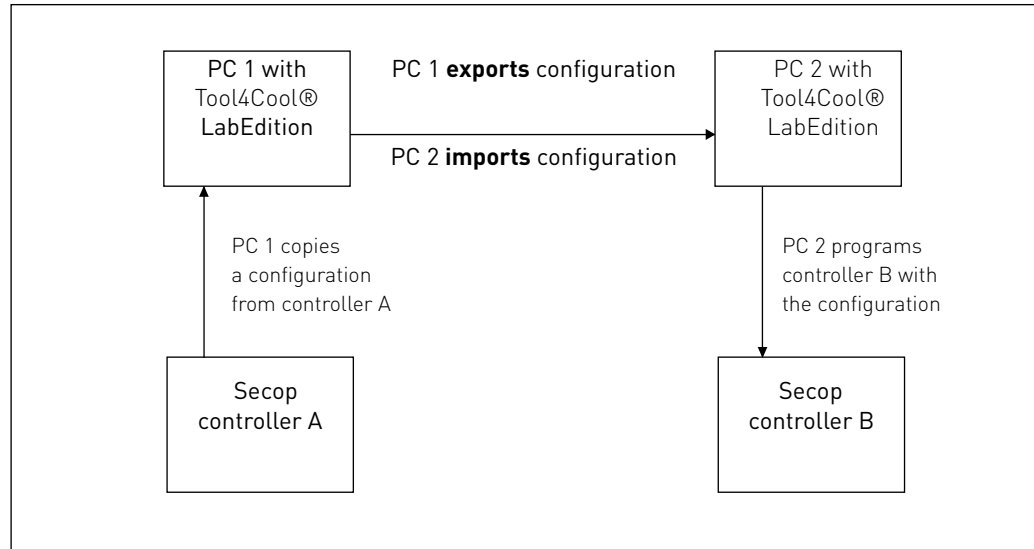 PC 1 with
Tool4Cool®
LabEdition
PC 1 exports configuration
PC 2 imports configuration
PC 2 with
Tool4Cool®
LabEdition
PC 1 copies
a configuration
from controller A
PC 2 programs
controller B with
the configuration
Secop
controller A
Secop
controller B